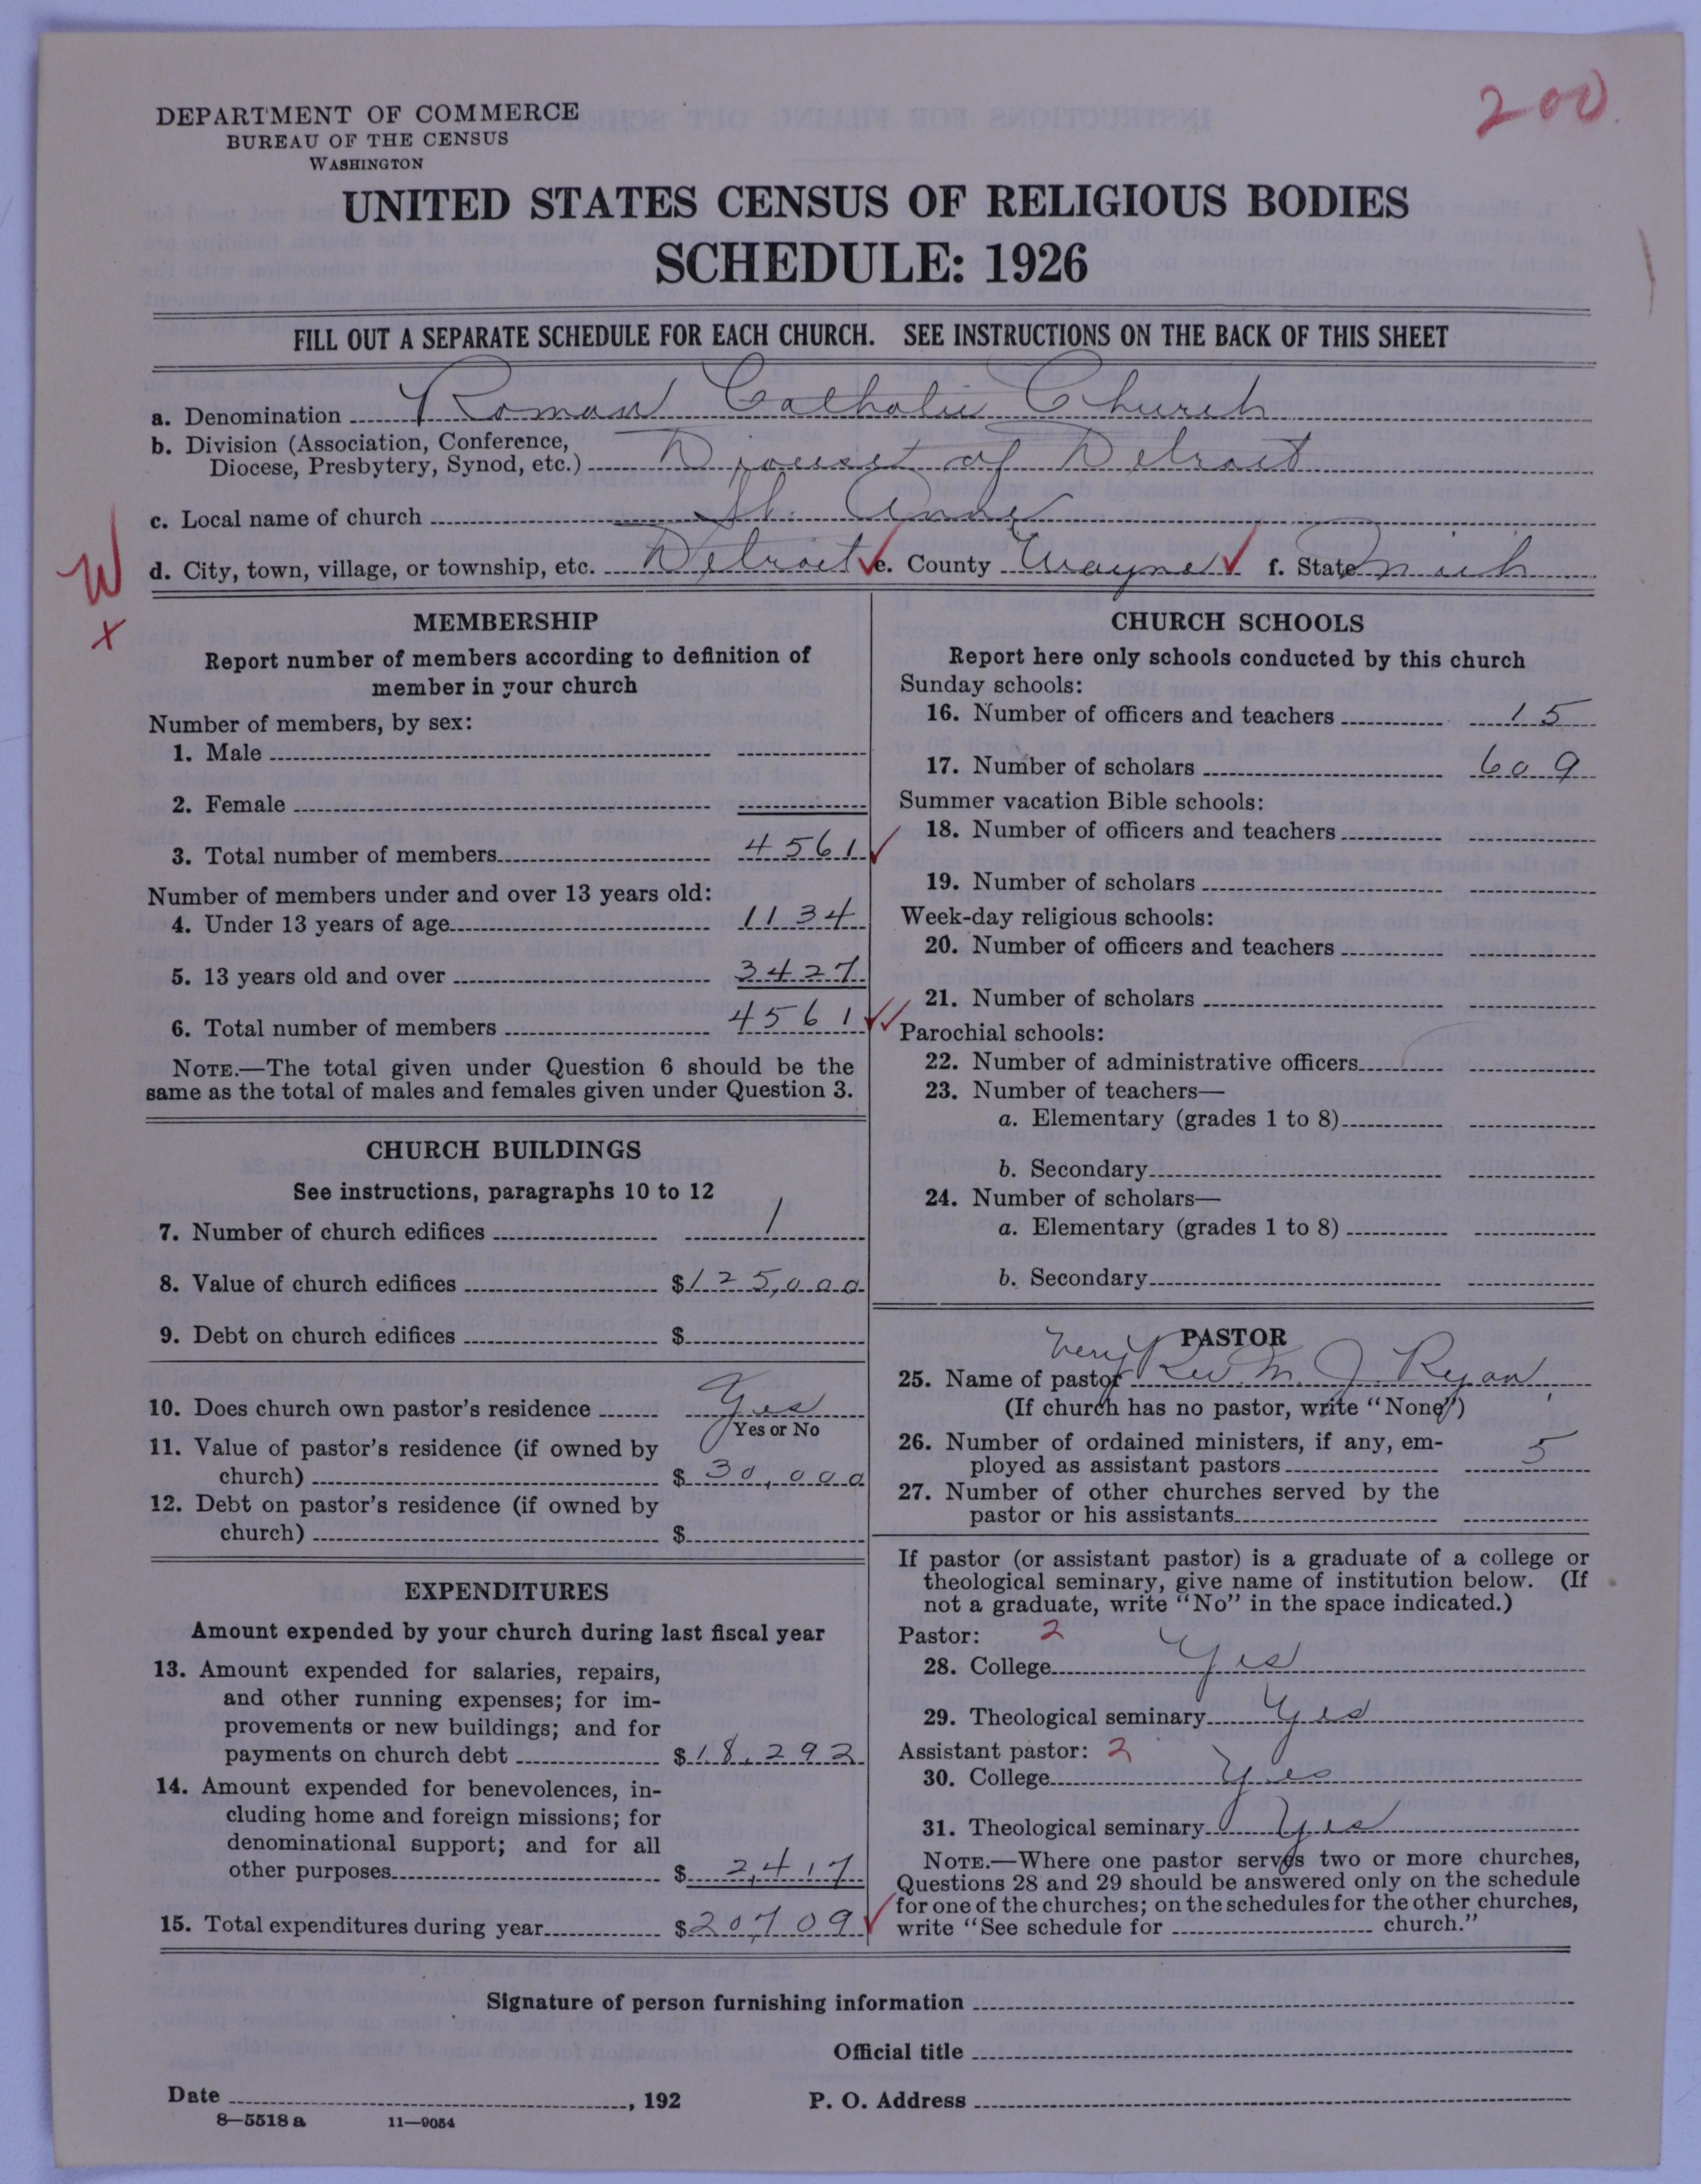 200
DEPARTMENT OF COMMERCE
BUREAU OF THE CENSUS
WASHINGTON
UNITED STATES CENSUS OF RELIGIOUS BODIES
SCHEDULE: 1926
FILL OUT A SEPARATE SCHEDULE FOR EACH CHURCH. SEE INSTRUCTIONS ON THE BACK OF THIS SHEET
a. Denomination Roman Catholic Church
b. Division (Association, Conference,
Diocese, Presbytery, Synod, etc.) Diocese of Detroit
c. Local name of church St. Anne
d. City, town, village, or township, etc. Detroit e. County Wayne f. State Mich
W
x
MEMBERSHIP
Report number of members according to definition of
member in your church
Number of members, by sex:
1. Male
2. Female
3. Total number of members 4561
Number of members under and over 13 years old:
4. Under 13 years of age 1134
5. 13 years old and over 3427
6. Total number of members 4561
NOTE.—The total given under Question 6 should be the
same as the total of males and females given under Question 3.
CHURCH BUILDINGS
See instructions, paragraphs 10 to 12
7. Number of church edifices 1
8. Value of church edifices $125,000
9. Debt on church edifices $
10. Does church own pastor's residence Yes
Yes or No
11. Value of pastor's residence (if owned by
church) $30,000
12. Debt on pastor's residence (if owned by
church) $
EXPENDITURES
Amount expended by your church during last fiscal year
13. Amount expended for salaries, repairs,
and other running expenses; for im-
provements or new buildings; and for
payments on church debt $18,292
14. Amount expended for benevolences, in-
cluding home and foreign missions; for
denominational support; and for all
other purposes $2,417
15. Total expenditures during year $20709
CHURCH SCHOOLS
Report here only schools conducted by this church
Sunday schools:
16. Number of officers and teachers 15
17. Number of scholars 609
Summer vacation Bible schools:
18. Number of officers and teachers
19. Number of scholars
Week-day religious schools:
20. Number of officers and teachers
21. Number of scholars
Parochial schools:
22. Number of administrative officers
23. Number of teachers—
a. Elementary (grades 1 to 8)
b. Secondary
24. Number of scholars—
a. Elementary (grades 1 to 8)
b. Secondary
PASTOR
25. Name of pastor Very Rev. M. J. Ryan,
(If church has no pastor, write "None")
26. Number of ordained ministers, if any, em-
ployed as assistant pastors 5
27. Number of other churches served by the
pastor or his assistants
If pastor (or assistant pastor) is a graduate of a college or
theological seminary, give name of institution below. (If
not a graduate, write "No" in the space indicated.)
Pastor: 2
28. College Yes
29. Theological seminary Yes
Assistant pastor: 2
30. College Yes
31. Theological seminary Yes
NOTE.—Where one pastor serves two or more churches,
Questions 28 and 29 should be answered only on the schedule
for one of the churches; on the schedules for the other churches,
write "See schedule for church."
Signature of person furnishing information
Official title
Date , 192 P. O. Address
8—5518 a 11—9054